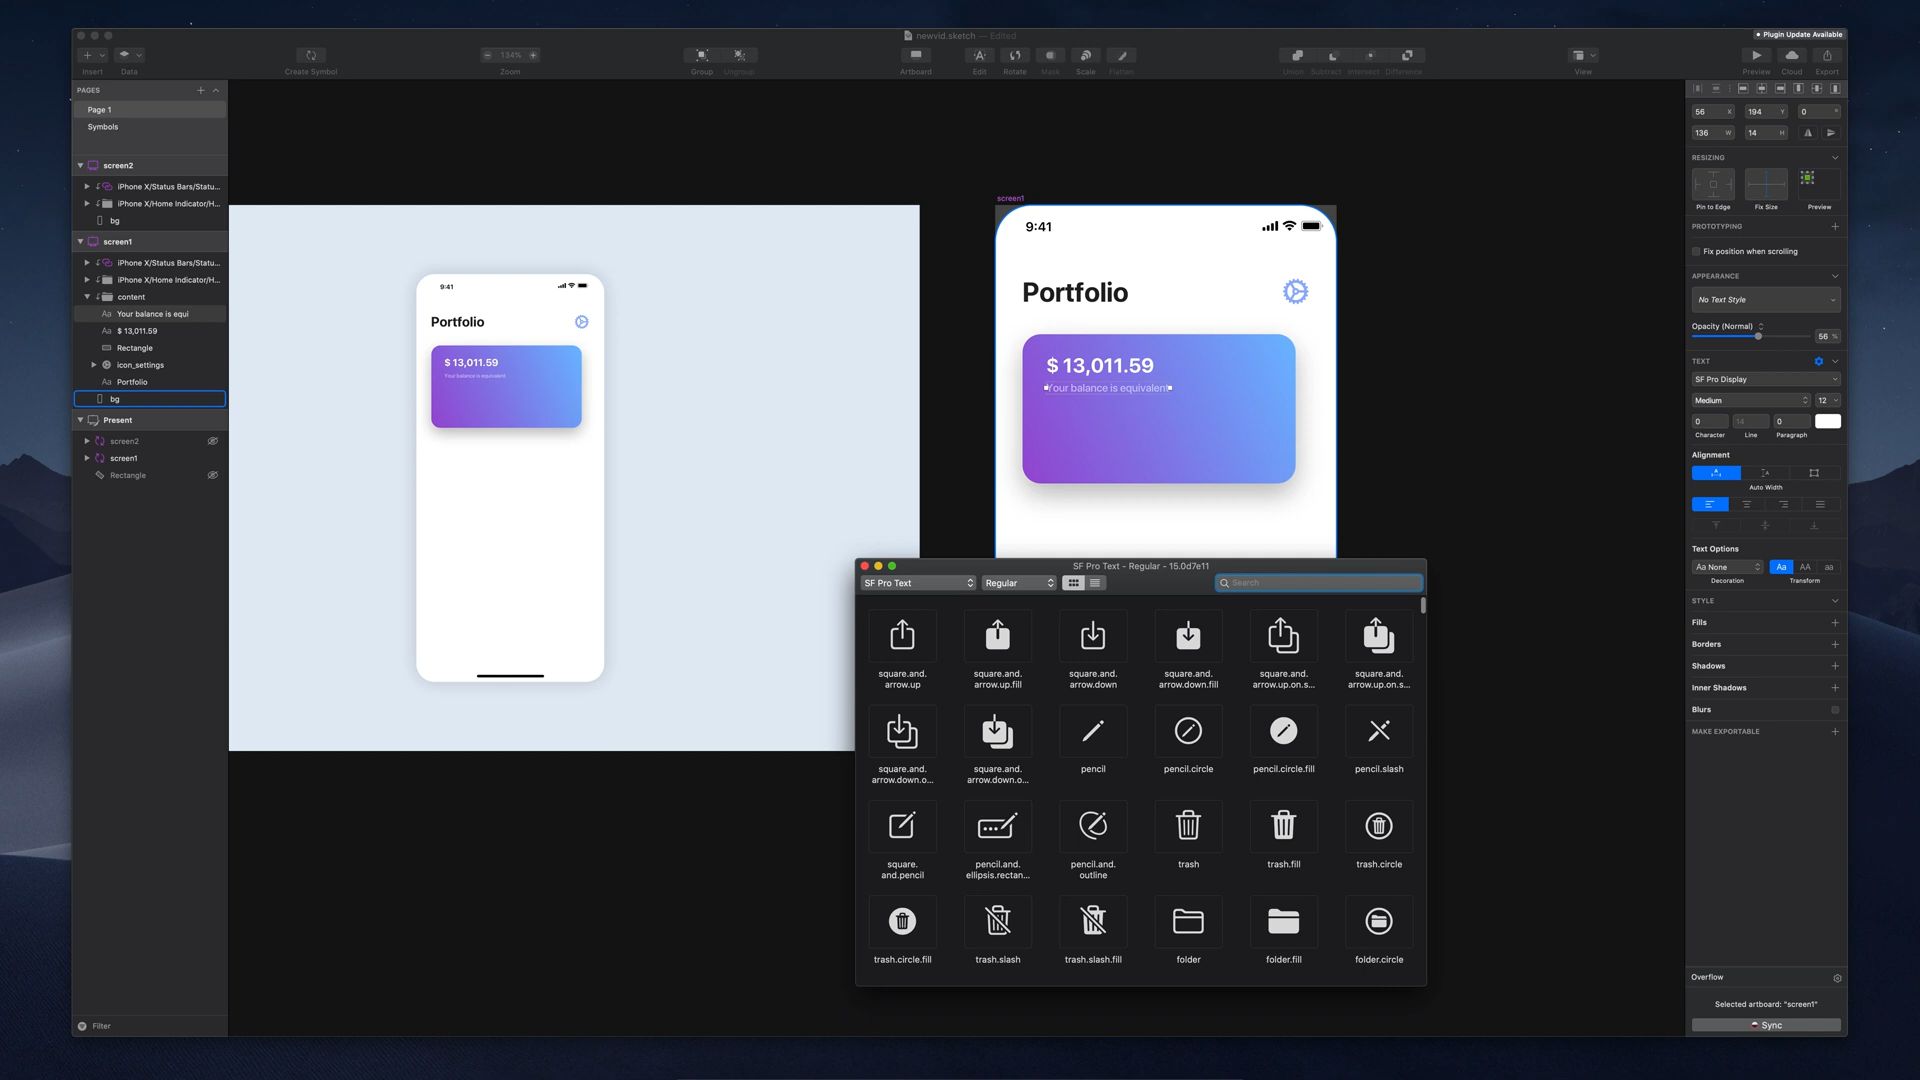 newvid.sketch — Edited
Plugin Update Available
134%
Insert Data Create Symbol Zoom Group Ungroup Artboard Edit Rotate Mask Scale Flatten Union Subtract Intersect Difference View Preview Cloud Export
PAGES
Page 1
Symbols
screen2
iPhone X/Status Bars/Statu...
iPhone X/Home Indicator/H...
bg
screen1
iPhone X/Status Bars/Statu...
iPhone X/Home Indicator/H...
content
Aa Your balance is equi
Aa $ 13,011.59
Rectangle
icon_settings
Aa Portfolio
bg
Present
screen2
screen1
Rectangle
Filter
9:41
Portfolio
$ 13,011.59
Your balance is equivalent
screen1
9:41
Portfolio
$ 13,011.59
Your balance is equivalent
SF Pro Text - Regular - 15.0d7e11
SF Pro Text Regular Search
square.and.
arrow.up
square.and.
arrow.up.fill
square.and.
arrow.down
square.and.
arrow.down.fill
square.and.
arrow.up.on.s...
square.and.
arrow.up.on.s...
square.and.
arrow.down.o...
square.and.
arrow.down.o...
pencil
pencil.circle
pencil.circle.fill
pencil.slash
square.
and.pencil
pencil.and.
ellipsis.rectan...
pencil.and.
outline
trash
trash.fill
trash.circle
trash.circle.fill
trash.slash
trash.slash.fill
folder
folder.fill
folder.circle
56 X 194 Y 0 °
136 W 14 H
RESIZING
Pin to Edge Fix Size Preview
PROTOTYPING
Fix position when scrolling
APPEARANCE
No Text Style
Opacity (Normal)
56 %
TEXT
SF Pro Display
Medium 12
0 14 0
Character Line Paragraph
Alignment
Auto Width
Text Options
Aa None Aa AA aa
Decoration Transform
STYLE
Fills
Borders
Shadows
Inner Shadows
Blurs
MAKE EXPORTABLE
Overflow
Selected artboard: "screen1"
Sync